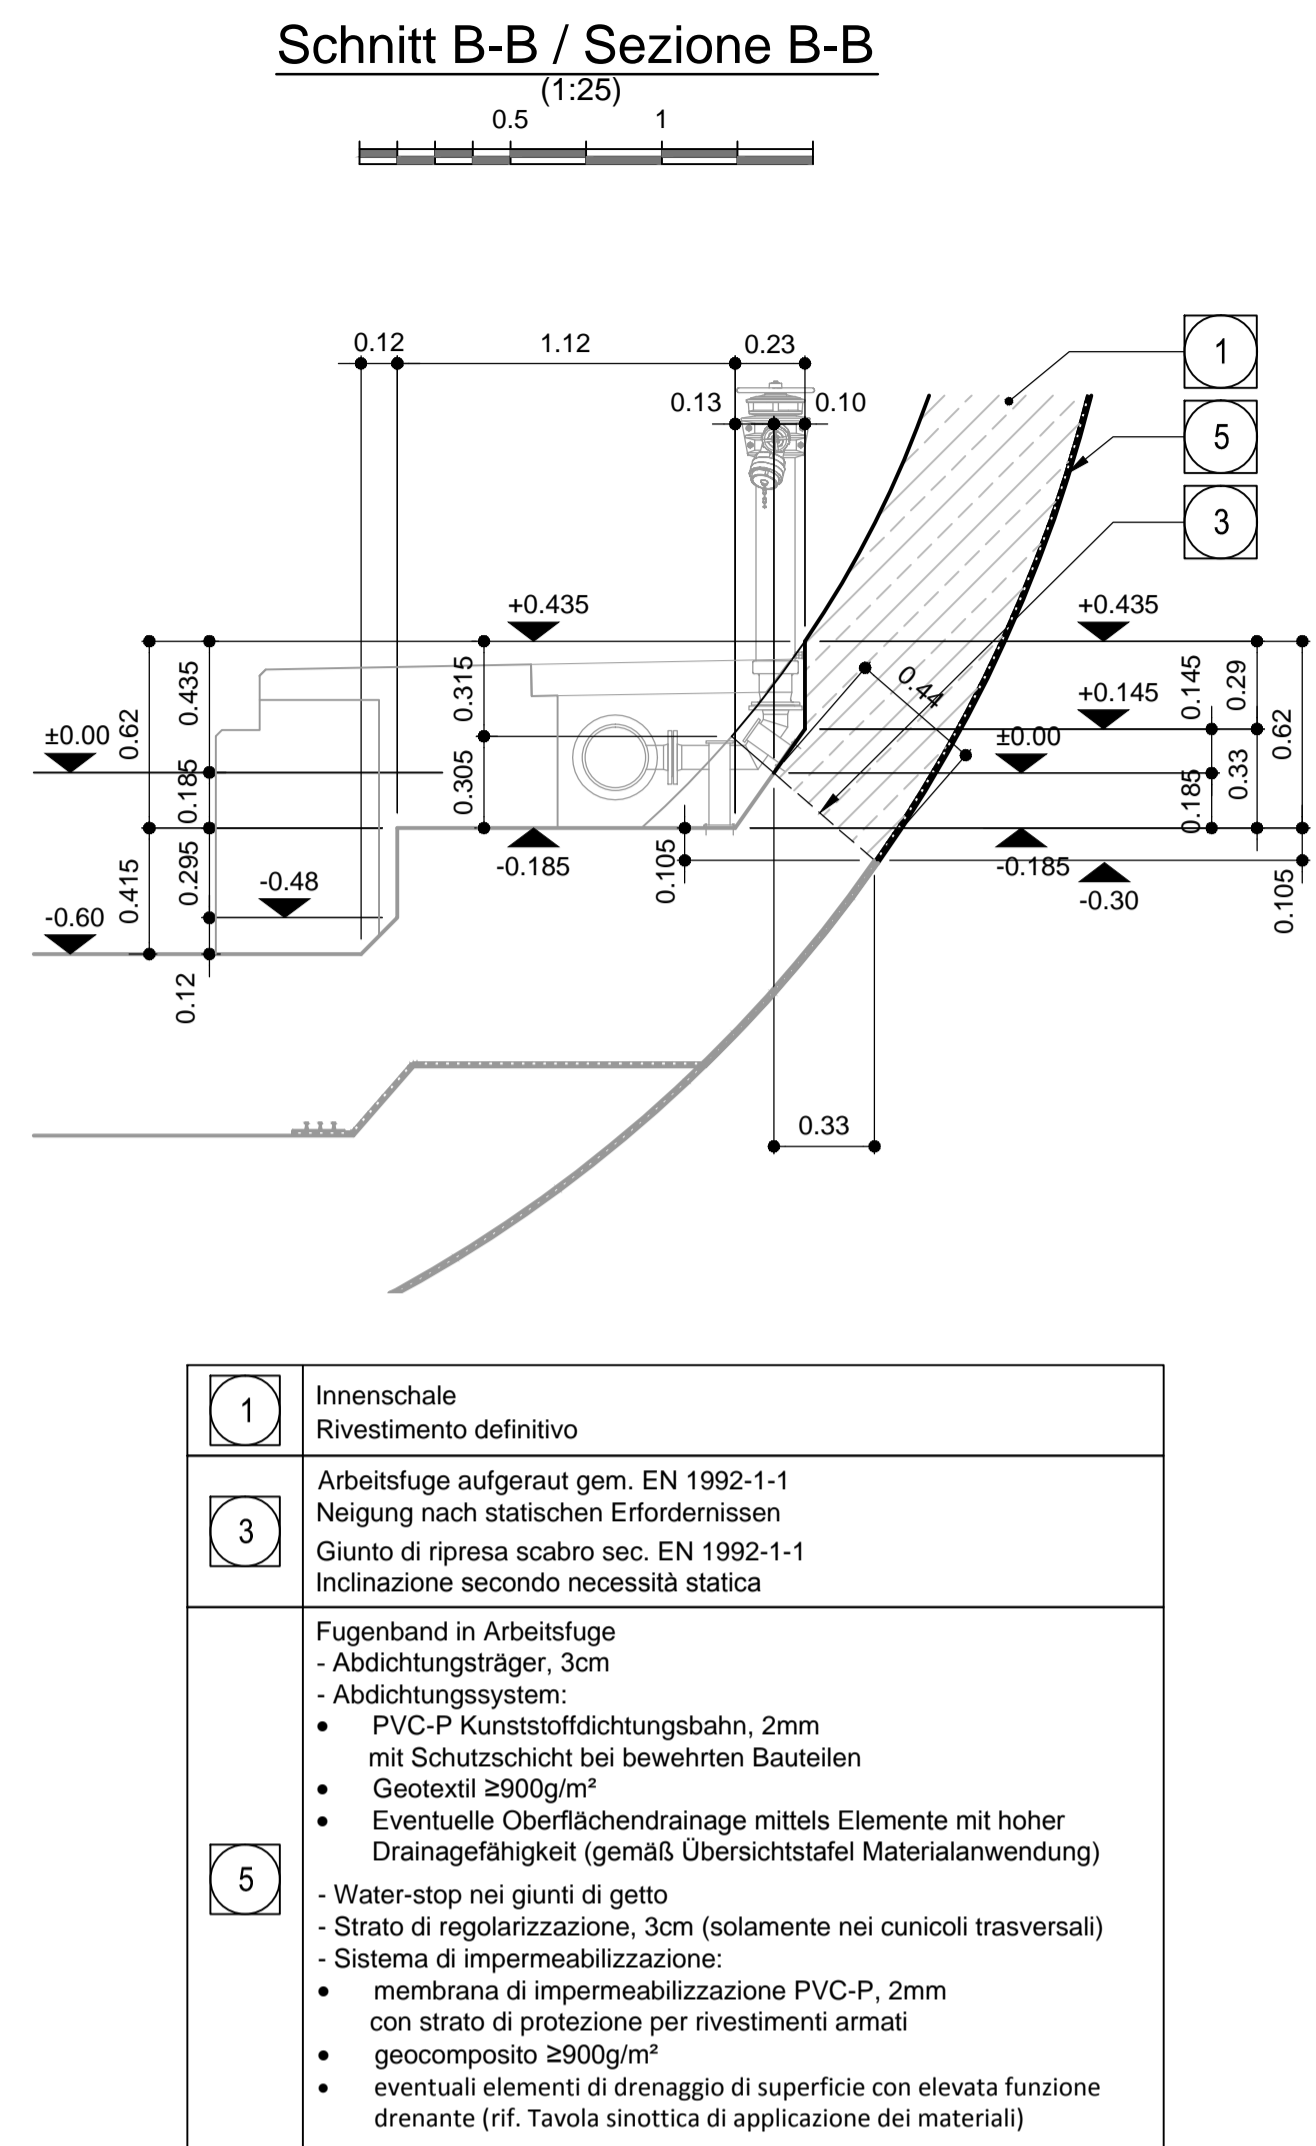 Schnitt B-B / Sezione B-B
(1:25)
0.5 1
0.12 1.12 0.23
0.13 0.10
1
5
3
+0.435 +0.435
0.435 0.315 0.44 0.145 0.29
0.62 +0.145 0.62
±0.00 ±0.00
0.185 0.305 0.185 0.33
-0.185 -0.185
0.415 0.295 -0.48 0.105 -0.30 0.105
-0.60
0.12
0.33
1
Innenschale
Rivestimento definitivo
3
Arbeitsfuge aufgeraut gem. EN 1992-1-1
Neigung nach statischen Erfordernissen
Giunto di ripresa scabro sec. EN 1992-1-1
Inclinazione secondo necessità statica
5
Fugenband in Arbeitsfuge
- Abdichtungsträger, 3cm
- Abdichtungssystem:
• PVC-P Kunststoffdichtungsbahn, 2mm
mit Schutzschicht bei bewehrten Bauteilen
• Geotextil ≥900g/m²
• Eventuelle Oberflächendrainage mittels Elemente mit hoher
Drainagefähigkeit (gemäß Übersichtstafel Materialanwendung)
- Water-stop nei giunti di getto
- Strato di regolarizzazione, 3cm (solamente nei cunicoli trasversali)
- Sistema di impermeabilizzazione:
• membrana di impermeabilizzazione PVC-P, 2mm
con strato di protezione per rivestimenti armati
• geocomposito ≥900g/m²
• eventuali elementi di drenaggio di superficie con elevata funzione
drenante (rif. Tavola sinottica di applicazione dei materiali)